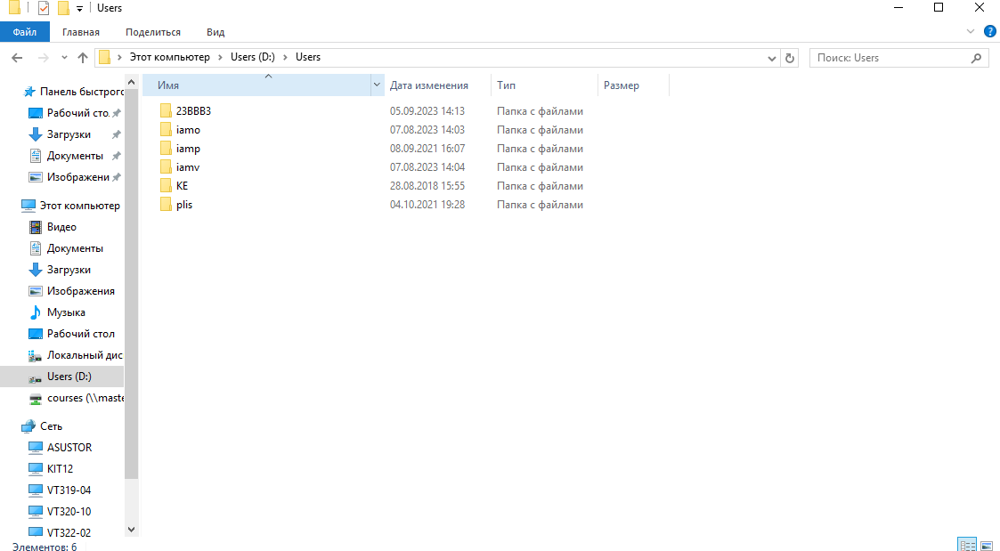 Users
Файл Главная Поделиться Вид
Этот компьютер Users (D:) Users
Поиск: Users
Имя Дата изменения Тип Размер
23BBB3 05.09.2023 14:13 Папка с файлами
iamo 07.08.2023 14:03 Папка с файлами
iamp 08.09.2021 16:07 Папка с файлами
iamv 07.08.2023 14:04 Папка с файлами
KE 28.08.2018 15:55 Папка с файлами
plis 04.10.2021 19:28 Папка с файлами
Панель быстрого
Рабочий сто.
Загрузки
Документы
Изображени
Этот компьютер
Видео
Документы
Загрузки
Изображения
Музыка
Рабочий стол
Локальный дис
Users (D:)
courses (\\maste
Сеть
ASUSTOR
KIT12
VT319-04
VT320-10
VT322-02
Элементов: 6